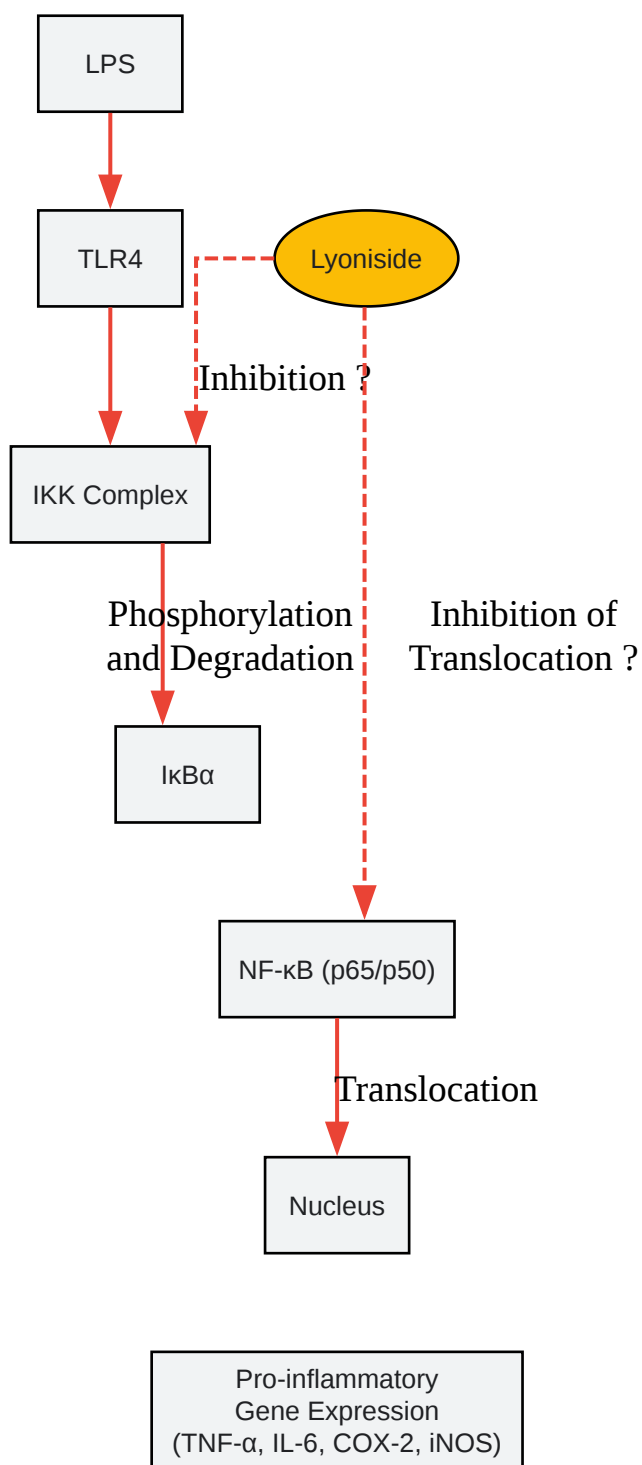 LPS
TLR4
Lyoniside
Inhibition ?
IKK Complex
Phosphorylation
and Degradation
Inhibition of
Translocation ?
IκBα
NF-κB (p65/p50)
Translocation
Nucleus
Pro-inflammatory
Gene Expression
(TNF-α, IL-6, COX-2, iNOS)